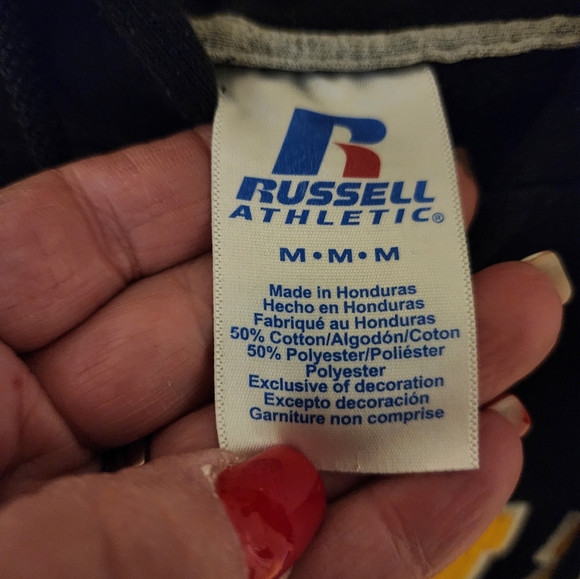 RUSSELL
ATHLETIC®
M•M•M
Made in Honduras
Hecho en Honduras
Fabriqué au Honduras
50% Cotton/Algodón/Coton
50% Polyester/Poliéster
Polyester
Exclusive of decoration
Excepto decoración
Garniture non comprise